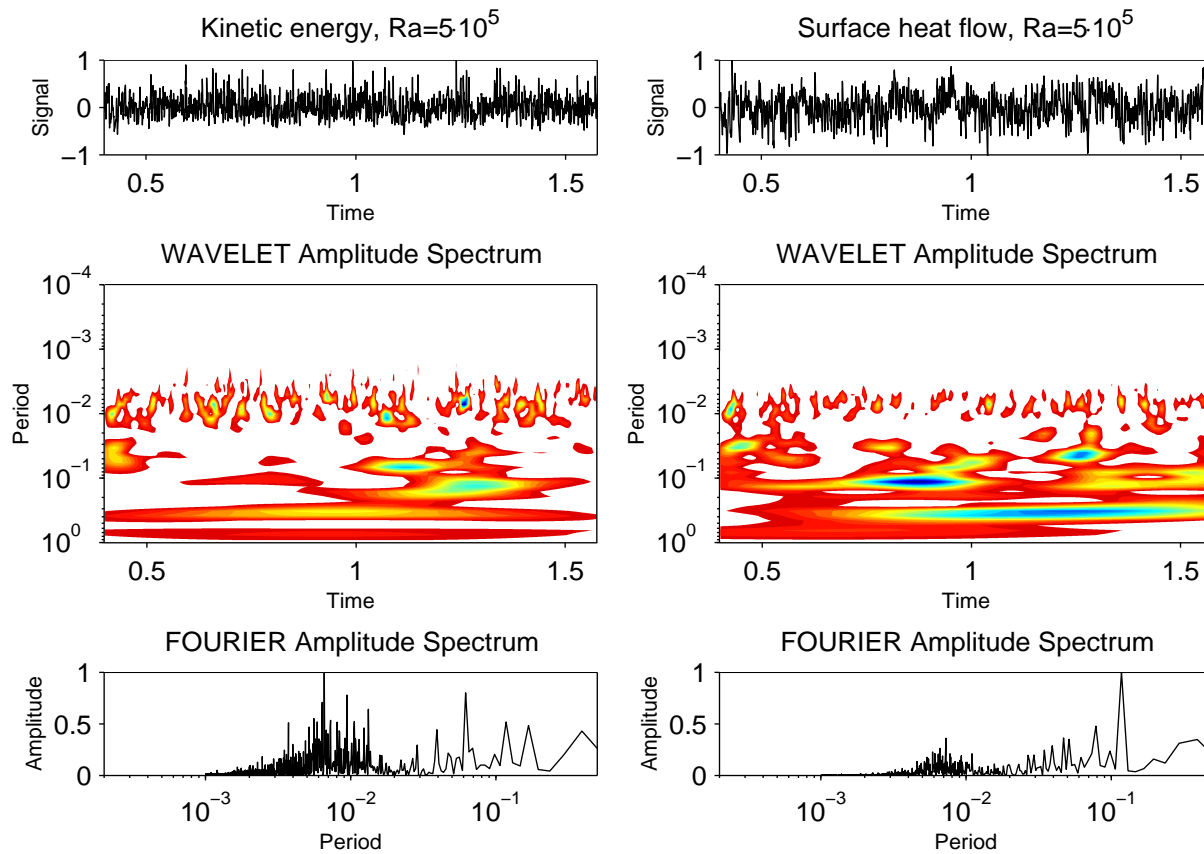 Kinetic energy, Ra=5·10^5
Signal
1
0
−1
0.5 1 1.5
Time
WAVELET Amplitude Spectrum
Period
10^−4
10^−3
10^−2
10^−1
10^0
0.5 1 1.5
Time
FOURIER Amplitude Spectrum
Amplitude
1
0.5
0
10^−3 10^−2 10^−1
Period
Surface heat flow, Ra=5·10^5
Signal
1
0
−1
0.5 1 1.5
Time
WAVELET Amplitude Spectrum
Period
10^−4
10^−3
10^−2
10^−1
10^0
0.5 1 1.5
Time
FOURIER Amplitude Spectrum
Amplitude
1
0.5
0
10^−3 10^−2 10^−1
Period